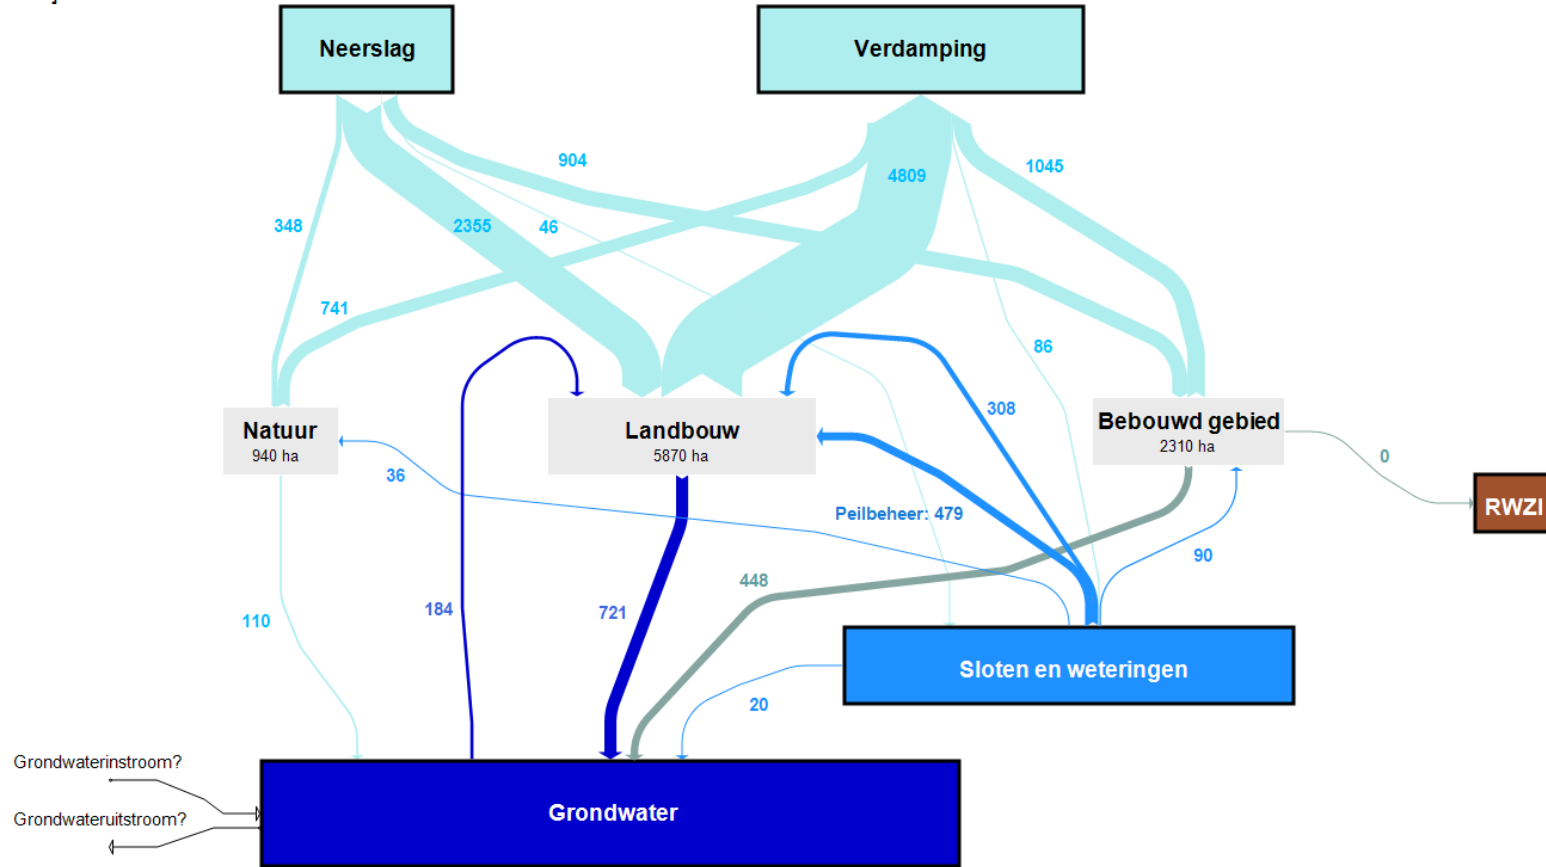 Neerslag
Verdamping
904
1045
4809
348
2355
46
741
86
308
Natuur
940 ha
Landbouw
5870 ha
Bebouwd gebied
2310 ha
0
36
RWZI
Peilbeheer: 479
90
448
184
721
110
Sloten en weteringen
20
Grondwaterinstroom?
Grondwateruitstroom?
Grondwater